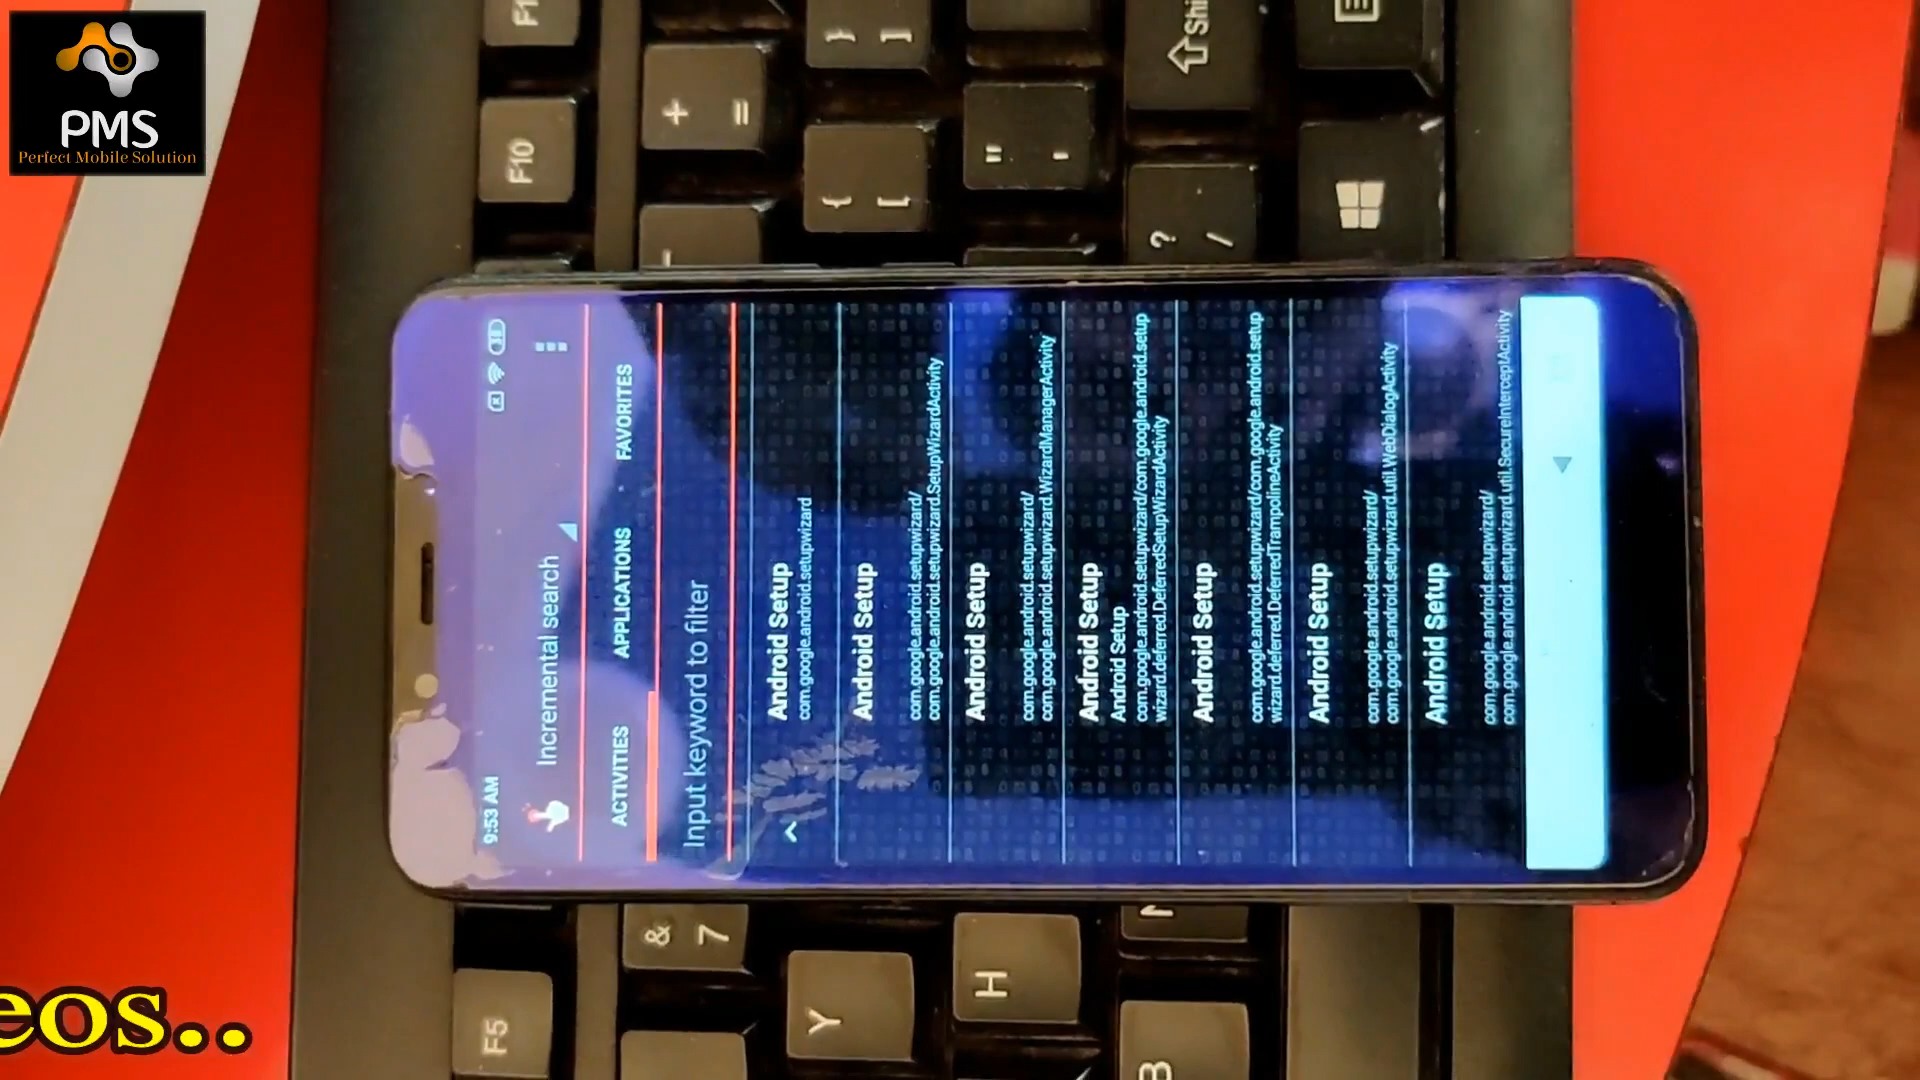 PMS
Perfect Mobile Solution
9:53 AM
Incremental search
ACTIVITIES APPLICATIONS FAVORITES
Input keyword to filter
Android Setup
com.google.android.setupwizard
Android Setup
com.google.android.setupwizard/
com.google.android.setupwizard.SetupWizardActivity
Android Setup
com.google.android.setupwizard/
com.google.android.setupwizard.WizardManagerActivity
Android Setup
Android Setup
com.google.android.setupwizard/com.google.android.setup
wizard.deferred.DeferredSetupWizardActivity
Android Setup
com.google.android.setupwizard/com.google.android.setup
wizard.deferred.DeferredTrampolineActivity
Android Setup
com.google.android.setupwizard/
com.google.android.setupwizard.util.WebDialogActivity
Android Setup
com.google.android.setupwizard/
com.google.android.setupwizard.util.SecureInterceptActivity
F10
+ =
{ [
} ]
" '
? /
Shi
F5
& 7
Y
H
B
eos..